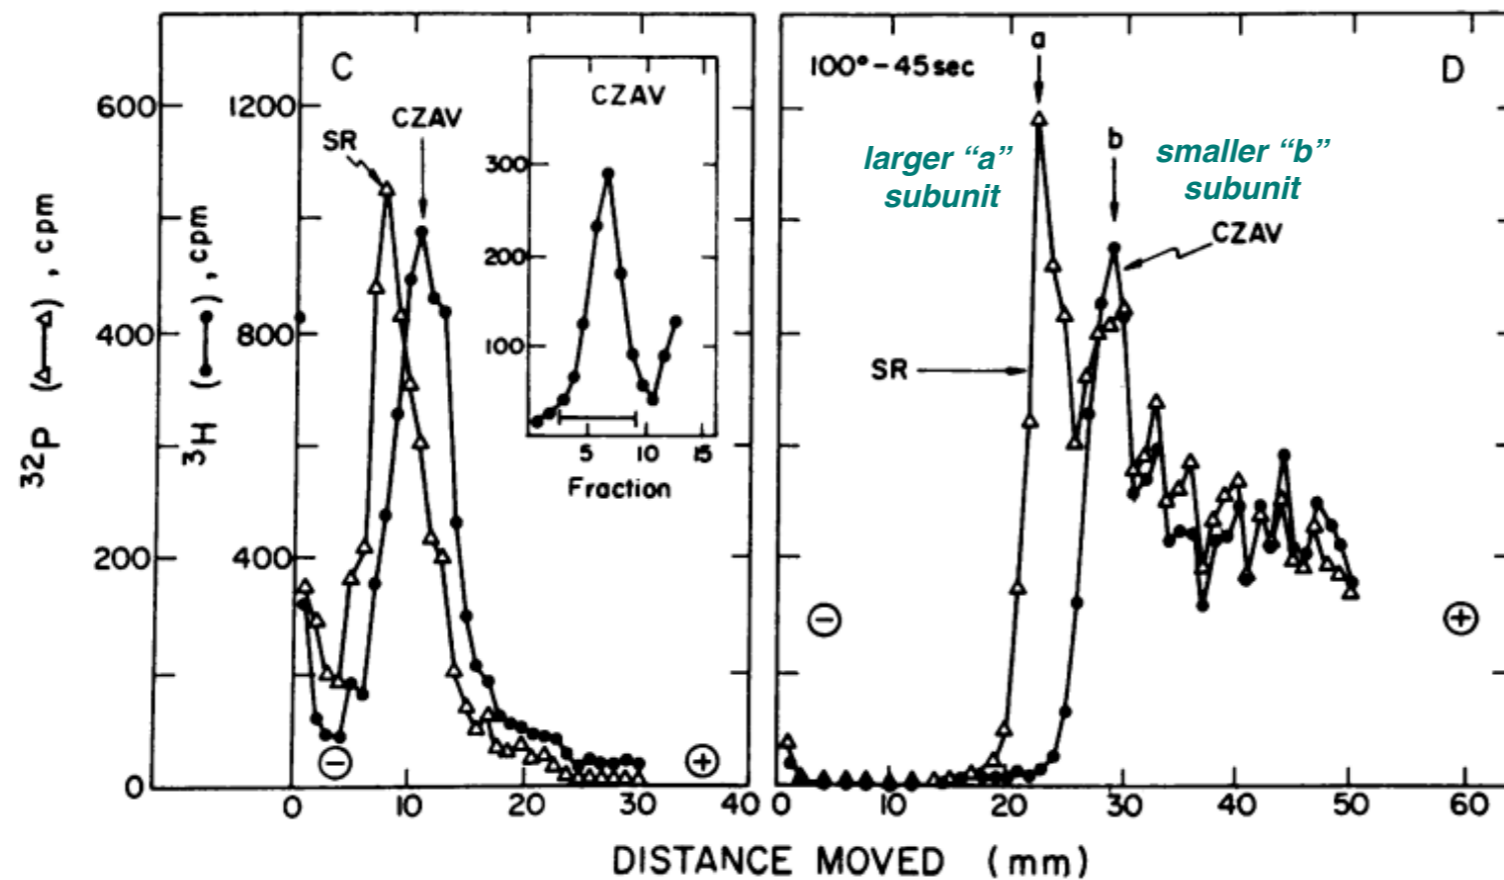 C
CZAV
SR
600
1200
400
800
200
400
0
³²P (△—△), cpm
³H (●—●), cpm
CZAV
300
200
100
5 10 15
Fraction
⊖
⊕
0 10 20 30 40
100°-45sec
D
a
b
larger “a”
subunit
smaller “b”
subunit
CZAV
SR
⊖
⊕
0 10 20 30 40 50 60
DISTANCE MOVED (mm)